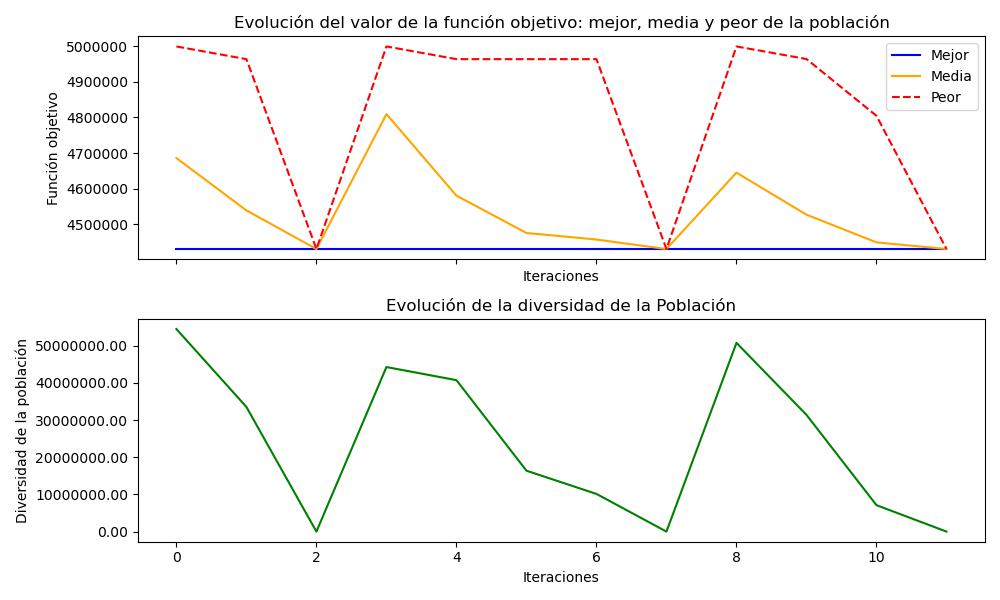 Evolución del valor de la función objetivo: mejor, media y peor de la población
5000000
4900000
4800000
4700000
4600000
4500000
Función objetivo
Mejor
Media
Peor
Iteraciones
Evolución de la diversidad de la Población
50000000.00
40000000.00
30000000.00
20000000.00
10000000.00
0.00
Diversidad de la población
0 2 4 6 8 10
Iteraciones